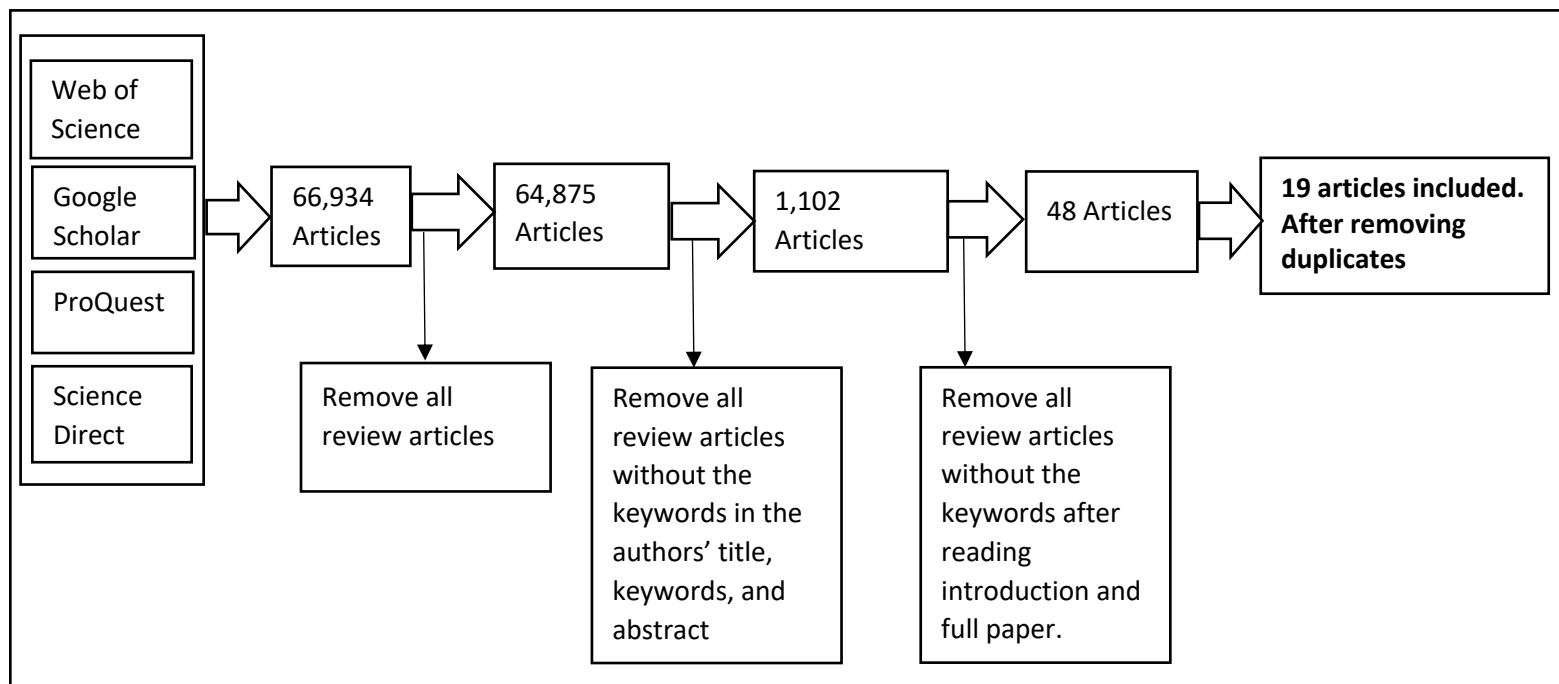 Web of
Science
Google
Scholar
ProQuest
Science
Direct
66,934
Articles
64,875
Articles
1,102
Articles
48 Articles
19 articles included.
After removing
duplicates
Remove all
review articles
Remove all
review articles
without the
keywords in the
authors’ title,
keywords, and
abstract
Remove all
review articles
without the
keywords after
reading
introduction and
full paper.